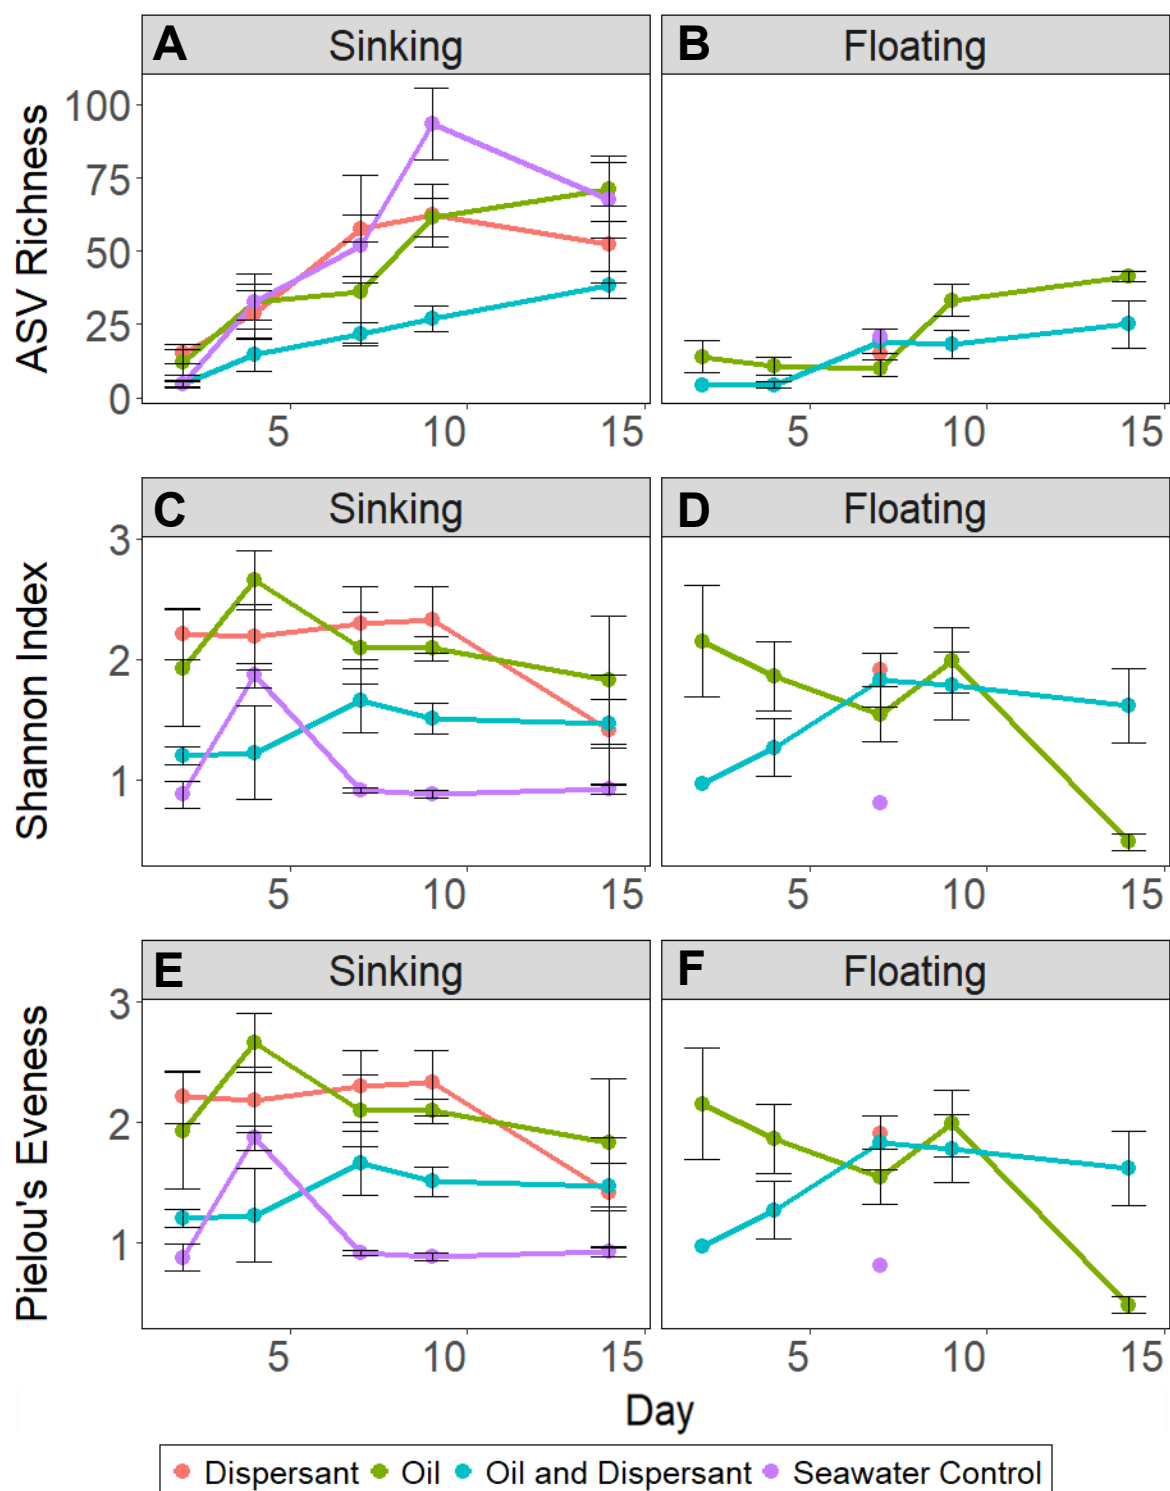 A Sinking
B Floating
ASV Richness
100
75
50
25
0
5 10 15
5 10 15
C Sinking
D Floating
Shannon Index
3
2
1
5 10 15
5 10 15
E Sinking
F Floating
Pielou's Eveness
3
2
1
5 10 15
5 10 15
Day
Dispersant Oil Oil and Dispersant Seawater Control